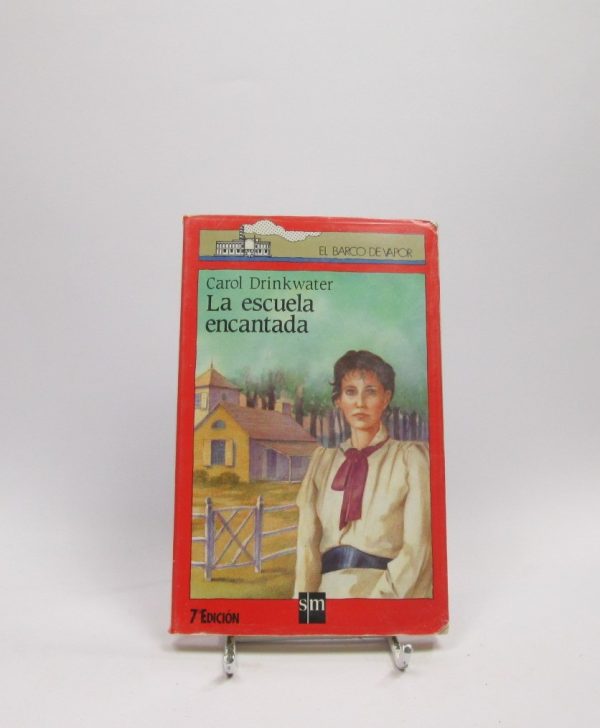 EL BARCO DE VAPOR
Carol Drinkwater
La escuela
encantada
7ª EDICIÓN
sm